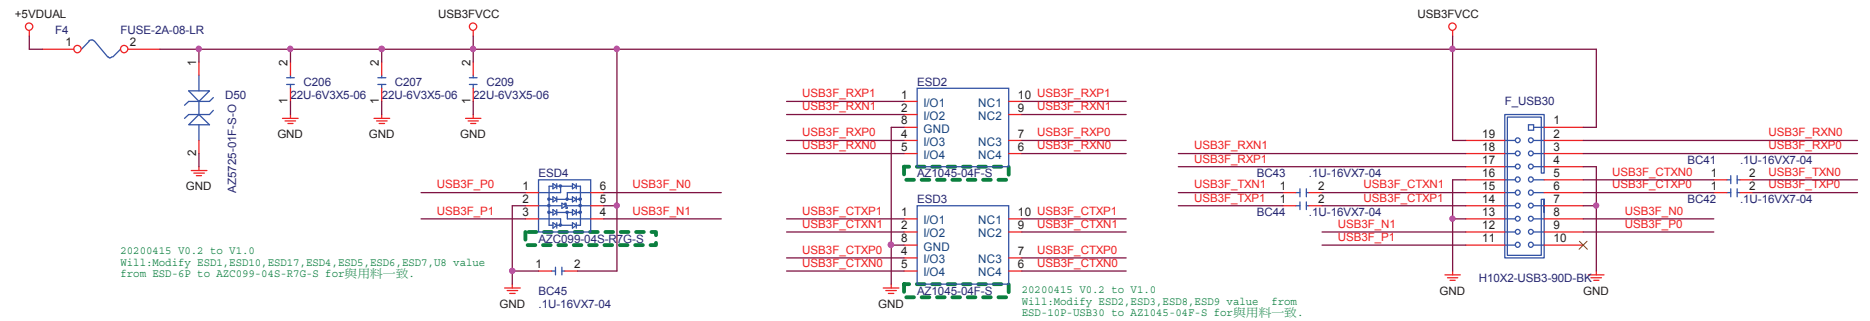 +5VDUAL
F4
FUSE-2A-08-LR
1
2
USB3FVCC
1
D50
AZ5725-01F-S-O
2
GND
2
C206
22U-6V3X5-06
1
GND
2
C207
22U-6V3X5-06
1
GND
2
C209
22U-6V3X5-06
1
GND
ESD4
USB3F_P0 1 6 USB3F_N0
2 5
USB3F_P1 3 4 USB3F_N1
AZC099-04S-R7G-S
1 2
GND
BC45
.1U-16VX7-04
20200415 V0.2 to V1.0
Will:Modify ESD1,ESD10,ESD17,ESD4,ESD5,ESD6,ESD7,U8 value
from ESD-6P to AZC099-04S-R7G-S for與用料一致.
ESD2
USB3F_RXP1 1 I/O1 NC1 10 USB3F_RXP1
USB3F_RXN1 2 I/O2 NC2 9 USB3F_RXN1
8 GND
USB3F_RXP0 4 I/O3 NC3 7 USB3F_RXP0
USB3F_RXN0 5 I/O4 NC4 6 USB3F_RXN0
AZ1045-04F-S
ESD3
USB3F_CTXP1 1 I/O1 NC1 10 USB3F_CTXP1
USB3F_CTXN1 2 I/O2 NC2 9 USB3F_CTXN1
8 GND
USB3F_CTXP0 4 I/O3 NC3 7 USB3F_CTXP0
USB3F_CTXN0 5 I/O4 NC4 6 USB3F_CTXN0
AZ1045-04F-S
GND
20200415 V0.2 to V1.0
Will:Modify ESD2,ESD3,ESD8,ESD9 value from
ESD-10P-USB30 to AZ1045-04F-S for與用料一致.
USB3FVCC
F_USB30
1
19 2 USB3F_RXN0
USB3F_RXN1 18 3 USB3F_RXP0
USB3F_RXP1 17 4
BC43 .1U-16VX7-04 16 5 USB3F_CTXN0 BC41 1 2 .1U-16VX7-04 USB3F_TXN0
USB3F_TXN1 1 2 USB3F_CTXN1 15 6 USB3F_CTXP0 1 2 USB3F_TXP0
USB3F_TXP1 1 2 USB3F_CTXP1 14 7 BC42 .1U-16VX7-04
BC44 .1U-16VX7-04 13 8 USB3F_N0
USB3F_N1 12 9 USB3F_P0
USB3F_P1 11 10
H10X2-USB3-90D-BK
GND
GND